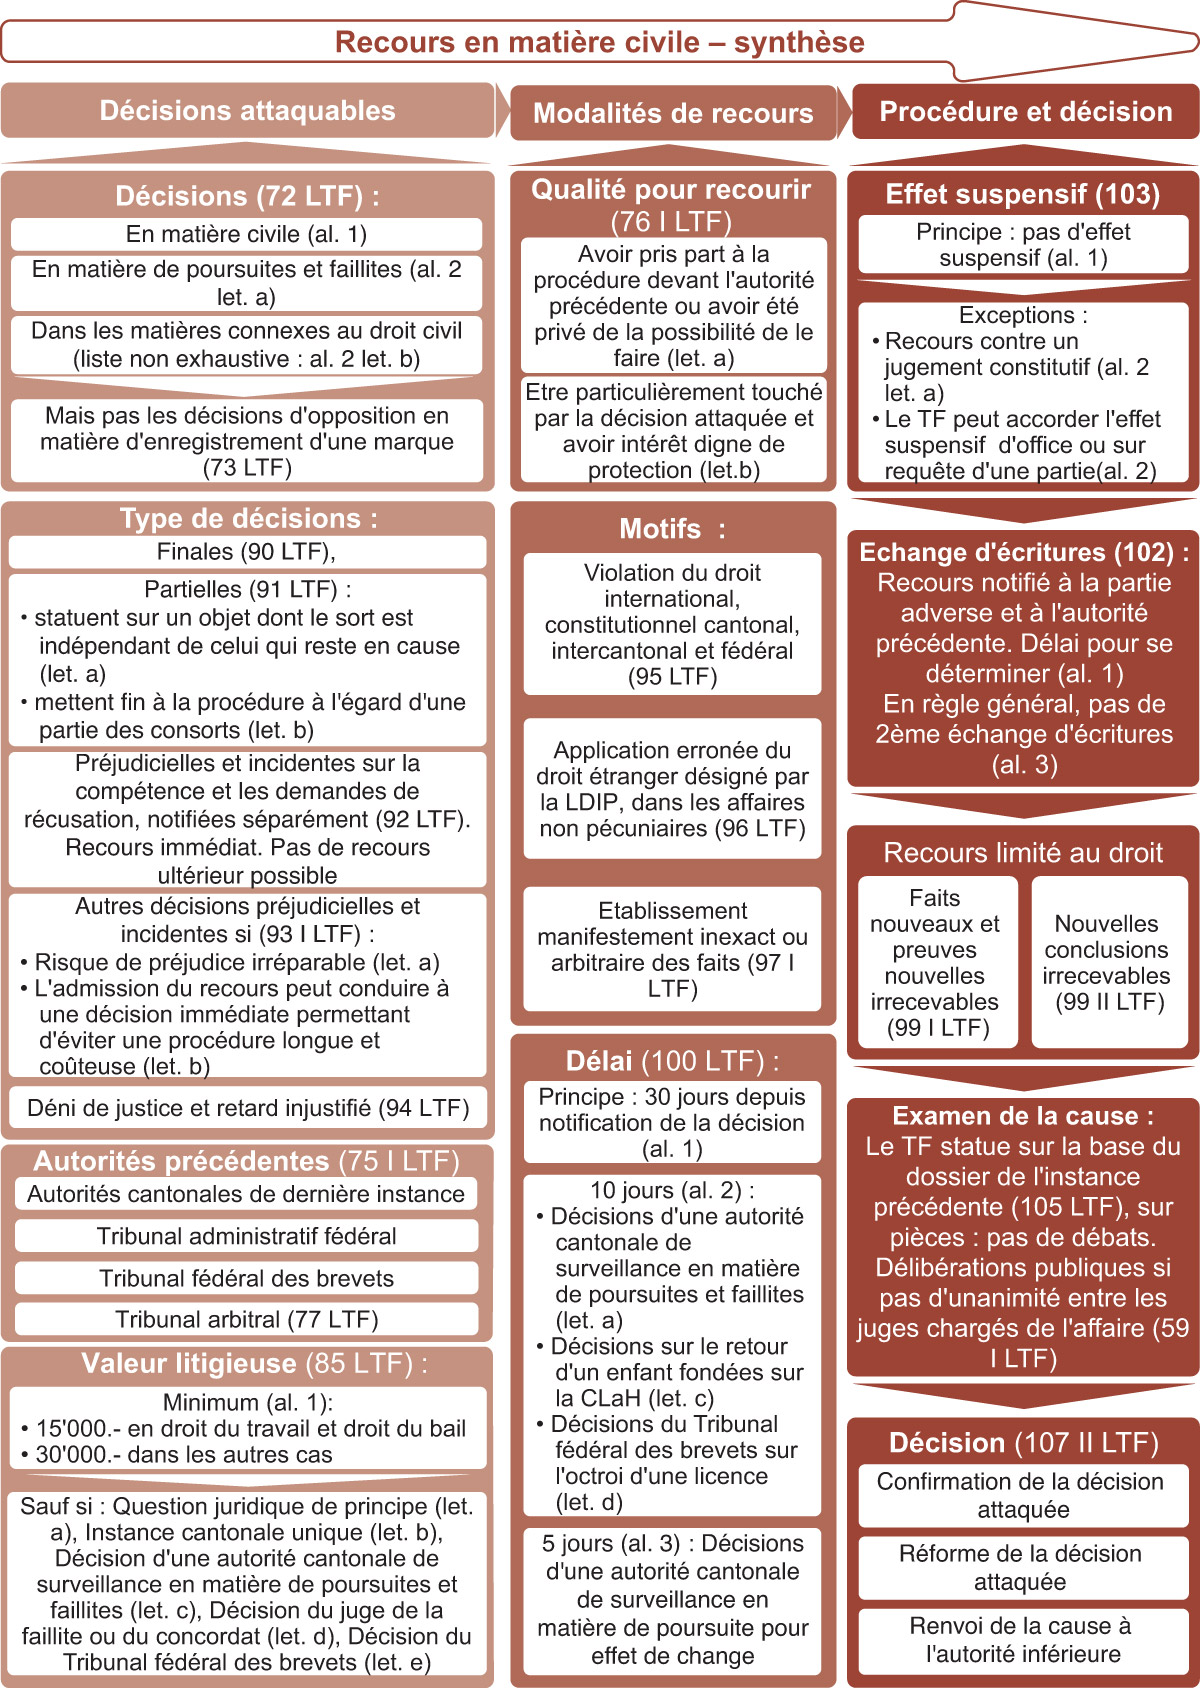 Recours en matière civile – synthèse
Décisions attaquables
Décisions (72 LTF) :
En matière civile (al. 1)
En matière de poursuites et faillites (al. 2
let. a)
Dans les matières connexes au droit civil
(liste non exhaustive : al. 2 let. b)
Mais pas les décisions d'opposition en
matière d'enregistrement d'une marque
(73 LTF)
Type de décisions :
Finales (90 LTF),
Partielles (91 LTF) :
• statuent sur un objet dont le sort est
indépendant de celui qui reste en cause
(let. a)
• mettent fin à la procédure à l'égard d'une
partie des consorts (let. b)
Préjudicielles et incidentes sur la
compétence et les demandes de
récusation, notifiées séparément (92 LTF).
Recours immédiat. Pas de recours
ultérieur possible
Autres décisions préjudicielles et
incidentes si (93 I LTF) :
• Risque de préjudice irréparable (let. a)
• L'admission du recours peut conduire à
une décision immédiate permettant
d'éviter une procédure longue et
coûteuse (let. b)
Déni de justice et retard injustifié (94 LTF)
Autorités précédentes (75 I LTF)
Autorités cantonales de dernière instance
Tribunal administratif fédéral
Tribunal fédéral des brevets
Tribunal arbitral (77 LTF)
Valeur litigieuse (85 LTF) :
Minimum (al. 1):
• 15'000.- en droit du travail et droit du bail
• 30'000.- dans les autres cas
Sauf si : Question juridique de principe (let.
a), Instance cantonale unique (let. b),
Décision d'une autorité cantonale de
surveillance en matière de poursuites et
faillites (let. c), Décision du juge de la
faillite ou du concordat (let. d), Décision du
Tribunal fédéral des brevets (let. e)
Modalités de recours
Qualité pour recourir
(76 I LTF)
Avoir pris part à la
procédure devant l'autorité
précédente ou avoir été
privé de la possibilité de le
faire (let. a)
Etre particulièrement touché
par la décision attaquée et
avoir intérêt digne de
protection (let.b)
Motifs :
Violation du droit
international,
constitutionnel cantonal,
intercantonal et fédéral
(95 LTF)
Application erronée du
droit étranger désigné par
la LDIP, dans les affaires
non pécuniaires (96 LTF)
Etablissement
manifestement inexact ou
arbitraire des faits (97 I
LTF)
Délai (100 LTF) :
Principe : 30 jours depuis
notification de la décision
(al. 1)
10 jours (al. 2) :
• Décisions d'une autorité
cantonale de
surveillance en matière
de poursuites et faillites
(let. a)
• Décisions sur le retour
d'un enfant fondées sur
la CLaH (let. c)
• Décisions du Tribunal
fédéral des brevets sur
l'octroi d'une licence
(let. d)
5 jours (al. 3) : Décisions
d'une autorité cantonale
de surveillance en
matière de poursuite pour
effet de change
Procédure et décision
Effet suspensif (103)
Principe : pas d'effet
suspensif (al. 1)
Exceptions :
• Recours contre un
jugement constitutif (al. 2
let. a)
• Le TF peut accorder l'effet
suspensif d'office ou sur
requête d'une partie(al. 2)
Echange d'écritures (102) :
Recours notifié à la partie
adverse et à l'autorité
précédente. Délai pour se
déterminer (al. 1)
En règle général, pas de
2ème échange d'écritures
(al. 3)
Recours limité au droit
Faits
nouveaux et
preuves
nouvelles
irrecevables
(99 I LTF)
Nouvelles
conclusions
irrecevables
(99 II LTF)
Examen de la cause :
Le TF statue sur la base du
dossier de l'instance
précédente (105 LTF), sur
pièces : pas de débats.
Délibérations publiques si
pas d'unanimité entre les
juges chargés de l'affaire (59
I LTF)
Décision (107 II LTF)
Confirmation de la décision
attaquée
Réforme de la décision
attaquée
Renvoi de la cause à
l'autorité inférieure